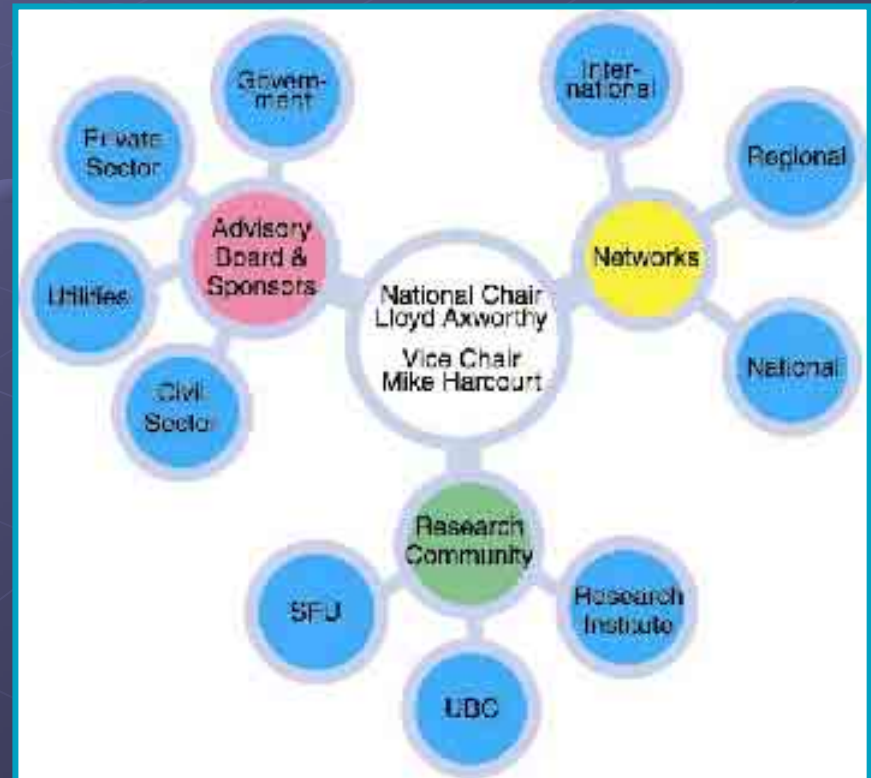 Govern-
ment
Private
Sector
Advisory
Board &
Sponsors
Utilities
Civil
Sector
National Chair
Lloyd Axworthy
Vice Chair
Mike Harcourt
Inter-
national
Regional
Networks
National
Research
Community
SFU
UBC
Research
Institute